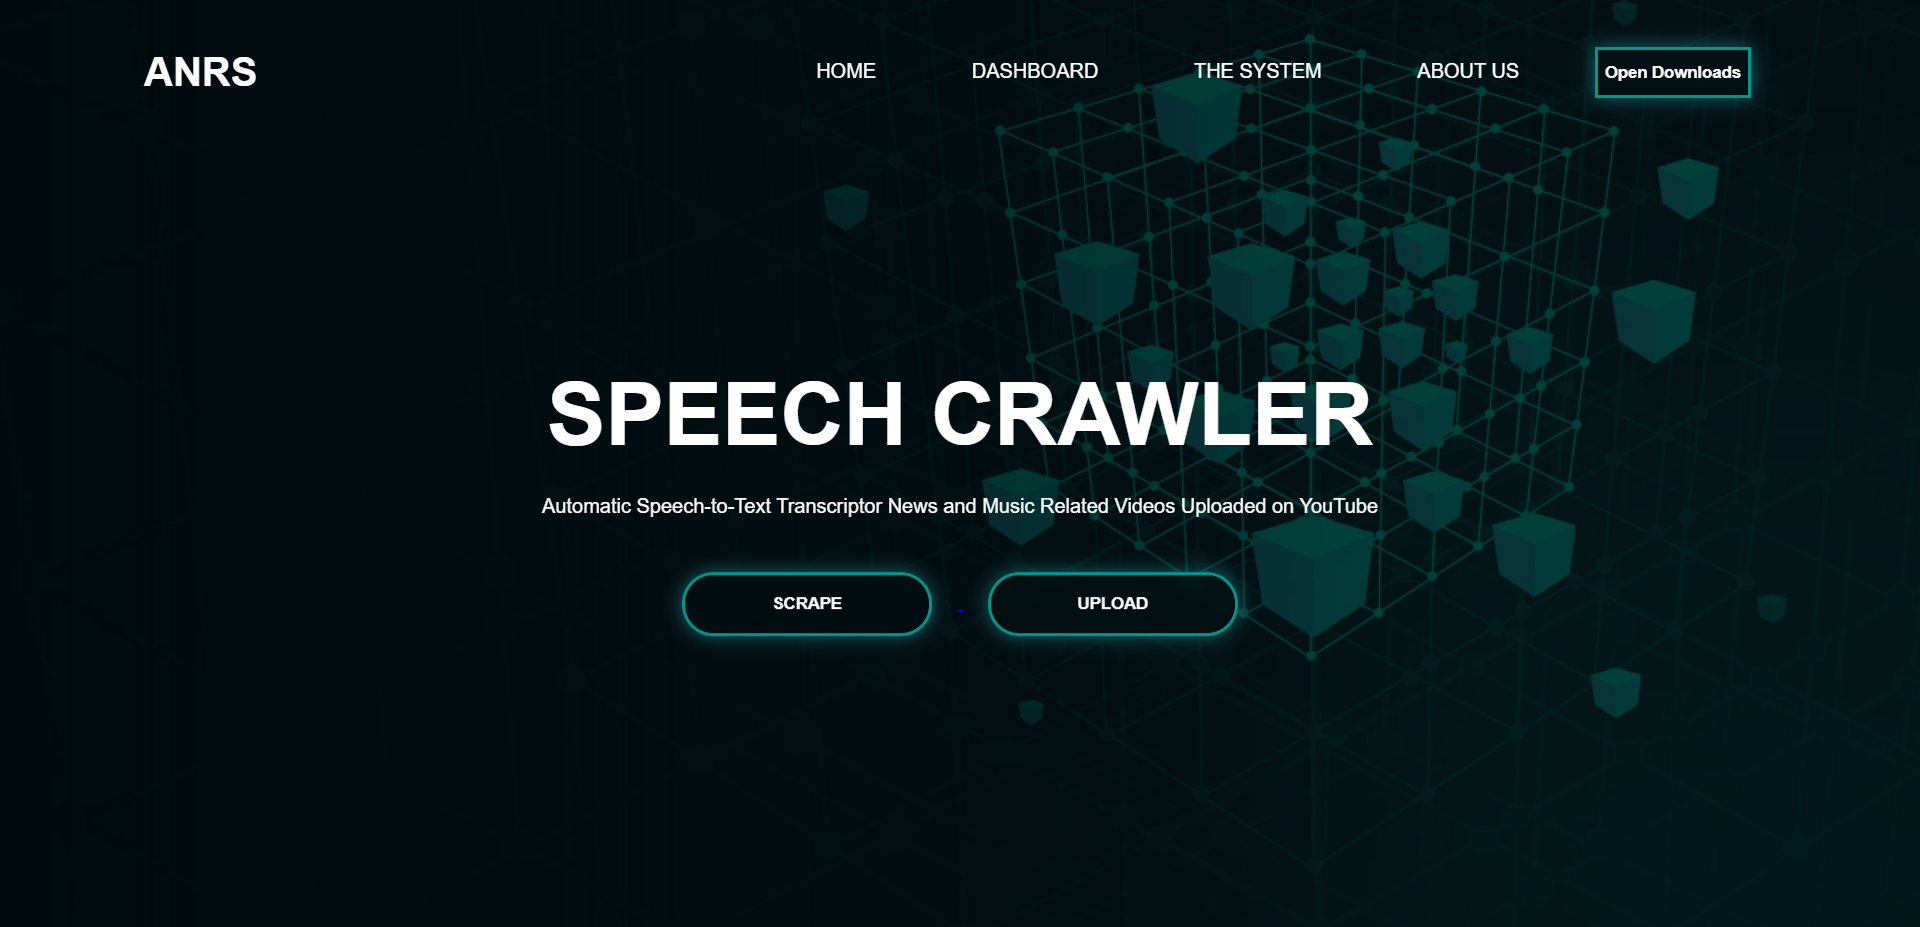 ANRS
HOME DASHBOARD THE SYSTEM ABOUT US Open Downloads
SPEECH CRAWLER
Automatic Speech-to-Text Transcriptor News and Music Related Videos Uploaded on YouTube
SCRAPE UPLOAD